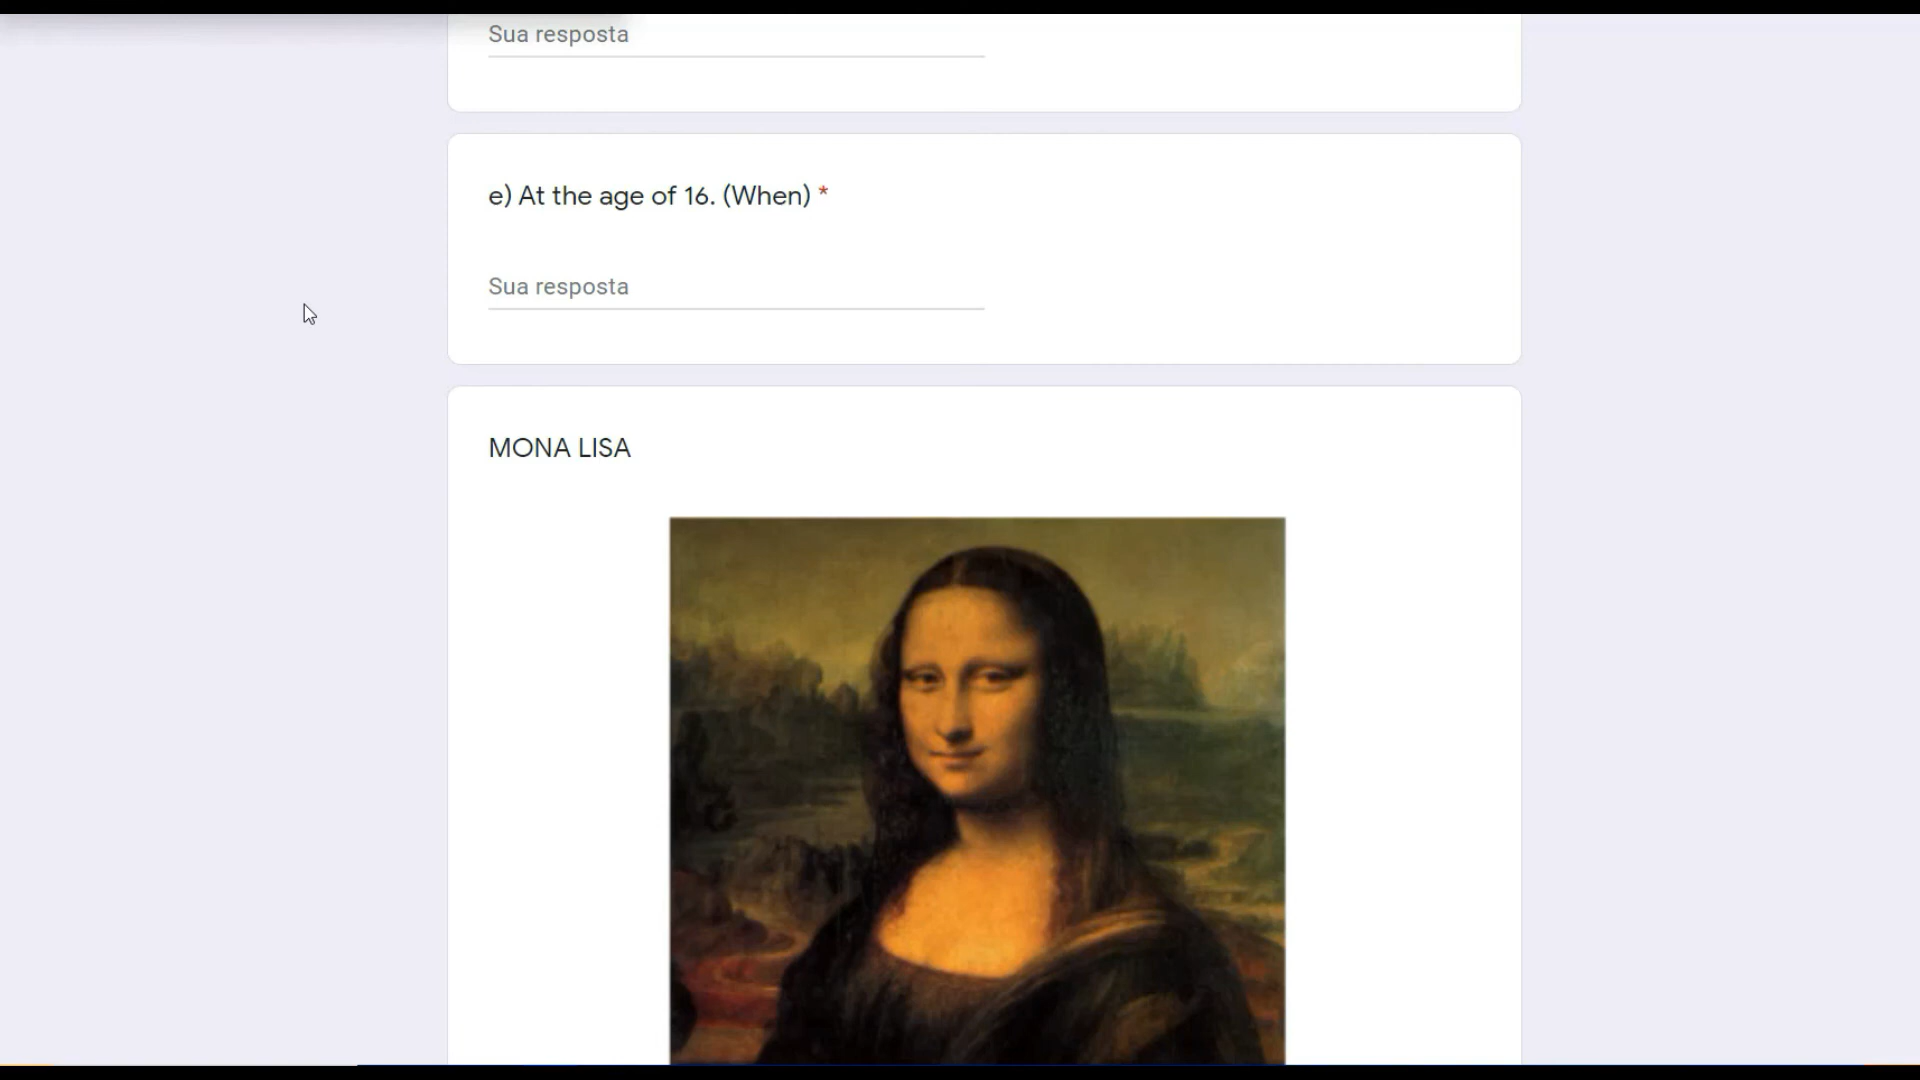 Sua resposta
e) At the age of 16. (When) *
Sua resposta
MONA LISA